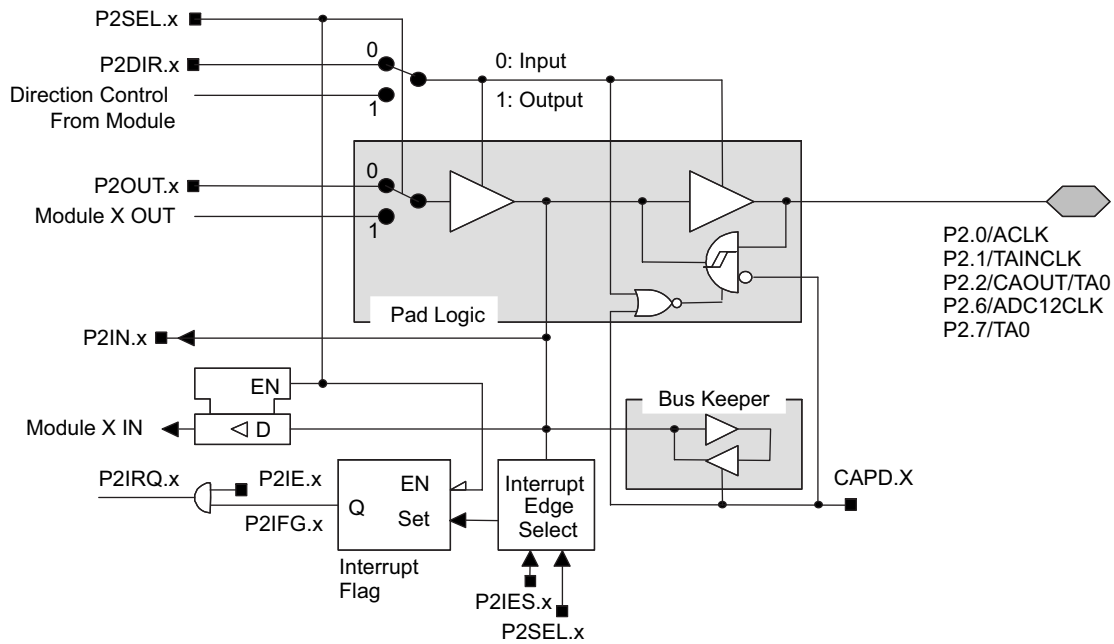 P2SEL.x
P2DIR.x
0
0: Input
Direction Control
From Module
1
1: Output
P2OUT.x
0
Module X OUT
1
Pad Logic
P2.0/ACLK
P2.1/TAINCLK
P2.2/CAOUT/TA0
P2.6/ADC12CLK
P2.7/TA0
P2IN.x
EN
Bus Keeper
Module X IN
D
P2IRQ.x
P2IE.x
P2IFG.x
Q
EN
Set
Interrupt
Edge
Select
CAPD.X
Interrupt
Flag
P2IES.x
P2SEL.x